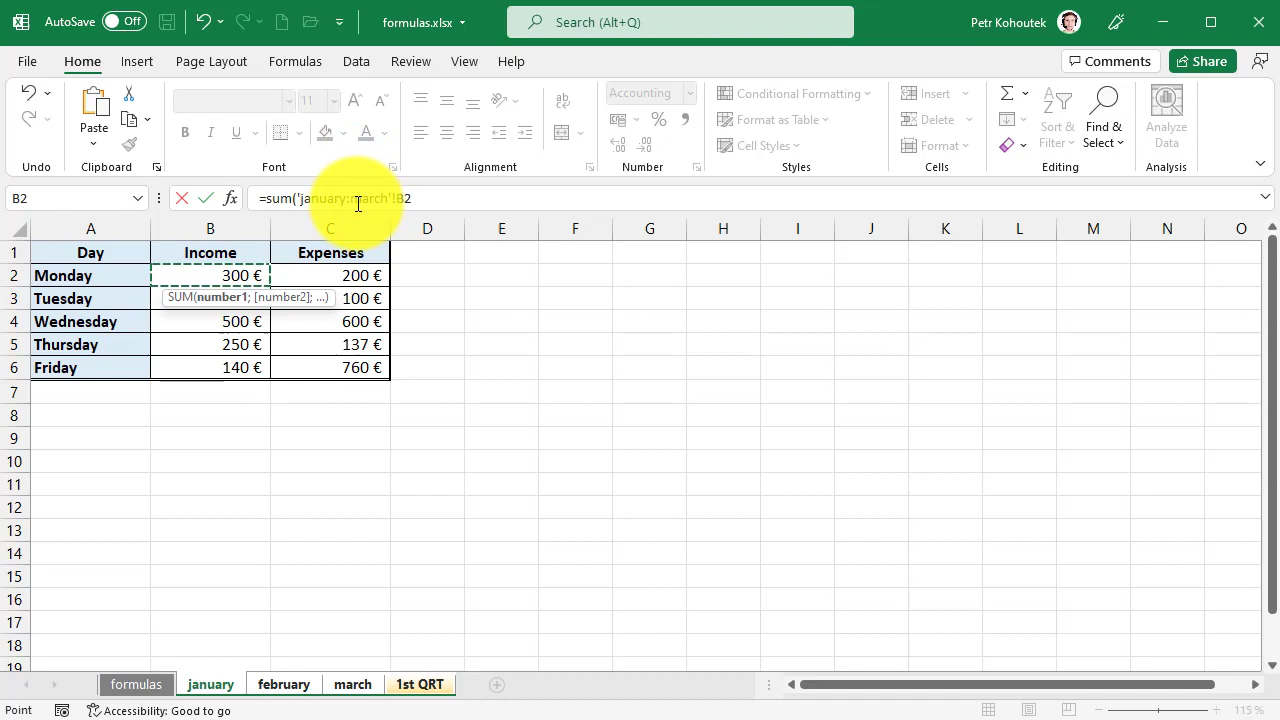 AutoSave Off formulas.xlsx Search (Alt+Q) Petr Kohoutek
File Home Insert Page Layout Formulas Data Review View Help Comments Share
11 Accounting Conditional Formatting Insert
Paste Format as Table Delete Sort & Filter Find & Select Analyze Data
B I U Cell Styles Format
Undo Clipboard Font Alignment Number Styles Cells Editing Analysis
B2 fx =sum('january:march'!B2
A B C D E F G H I J K L M N O
1 Day Income Expenses
2 Monday 300 € 200 €
3 Tuesday 100 €
SUM(number1; [number2]; ...)
4 Wednesday 500 € 600 €
5 Thursday 250 € 137 €
6 Friday 140 € 760 €
7
8
9
10
11
12
13
14
15
16
17
18
19
formulas january february march 1st QRT
Point Accessibility: Good to go 115 %